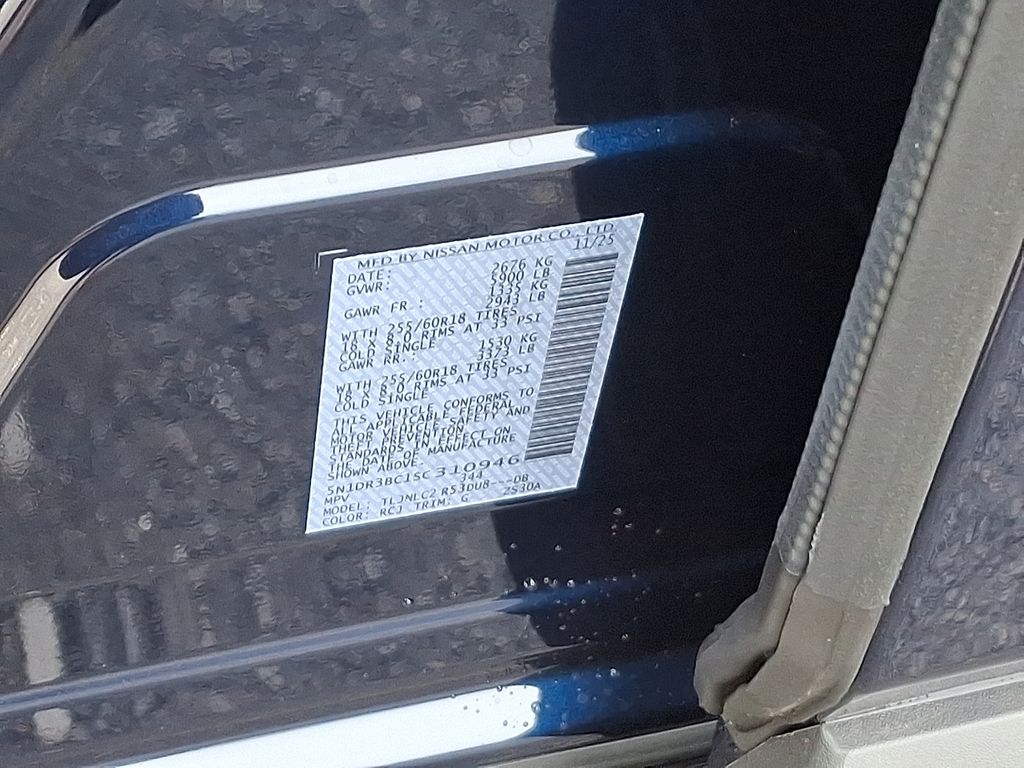 MFD BY NISSAN MOTOR CO., LTD.
DATE: 11/25
GVWR: 2676 KG
5900 LB
GAWR FR.: 1335 KG
2943 LB
WITH 255/60R18 TIRES
18 X 8.0 RIMS AT 33 PSI
COLD SINGLE
GAWR RR.: 1530 KG
3373 LB
WITH 255/60R18 TIRES
18 X 8.0 RIMS AT 33 PSI
COLD SINGLE
THIS VEHICLE CONFORMS TO
ALL APPLICABLE FEDERAL
MOTOR VEHICLE SAFETY AND
THEFT PREVENTION
STANDARDS IN EFFECT ON
THE DATE OF MANUFACTURE
SHOWN ABOVE.
5N1DR3BC1SC310946
MPV 344
MODEL: TLJNLC2 R53DU8---DB
COLOR: RCJ TRIM: G 2S30A